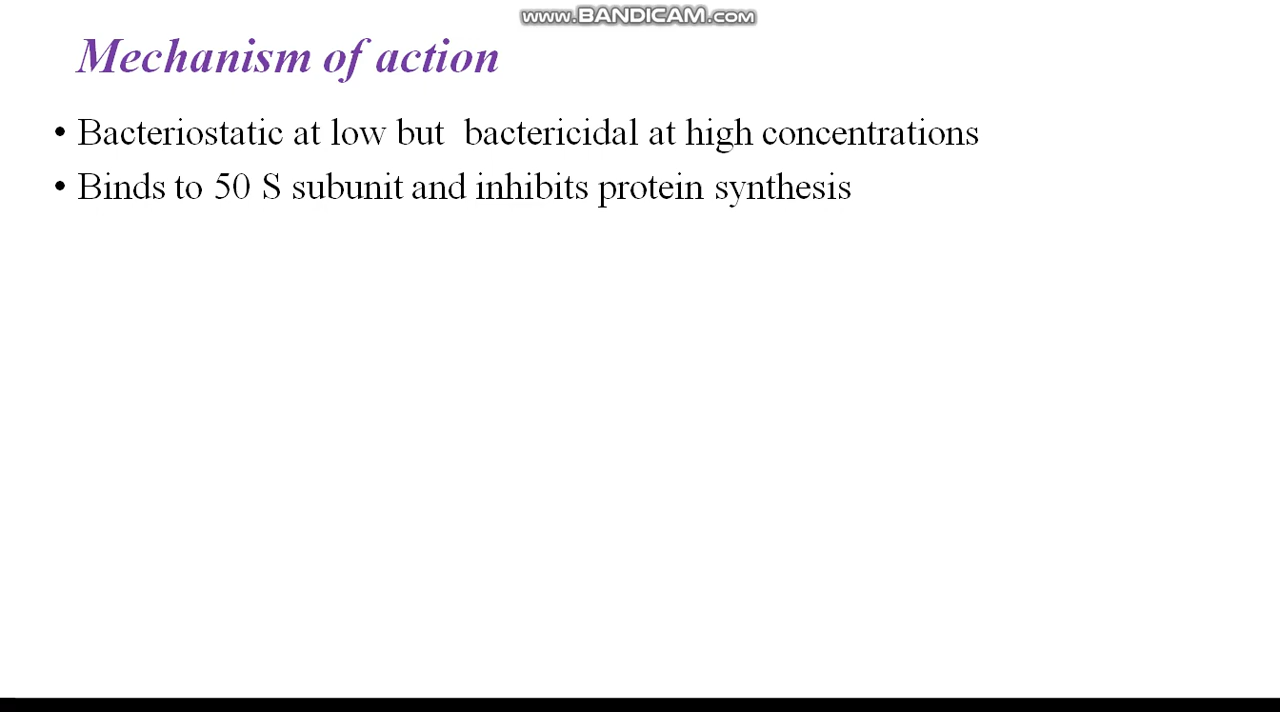 www.BANDICAM.com
Mechanism of action
• Bacteriostatic at low but  bactericidal at high concentrations
• Binds to 50 S subunit and inhibits protein synthesis